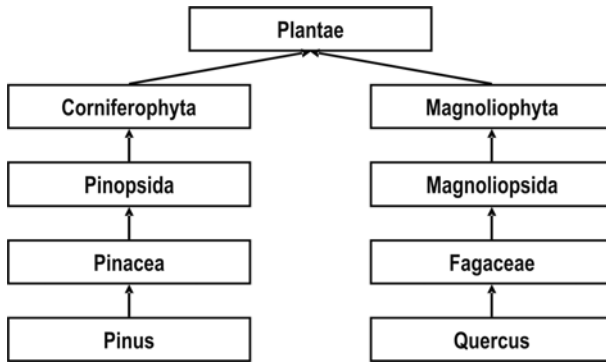 Plantae
Corniferophyta
Magnoliophyta
Pinopsida
Magnoliopsida
Pinacea
Fagaceae
Pinus
Quercus